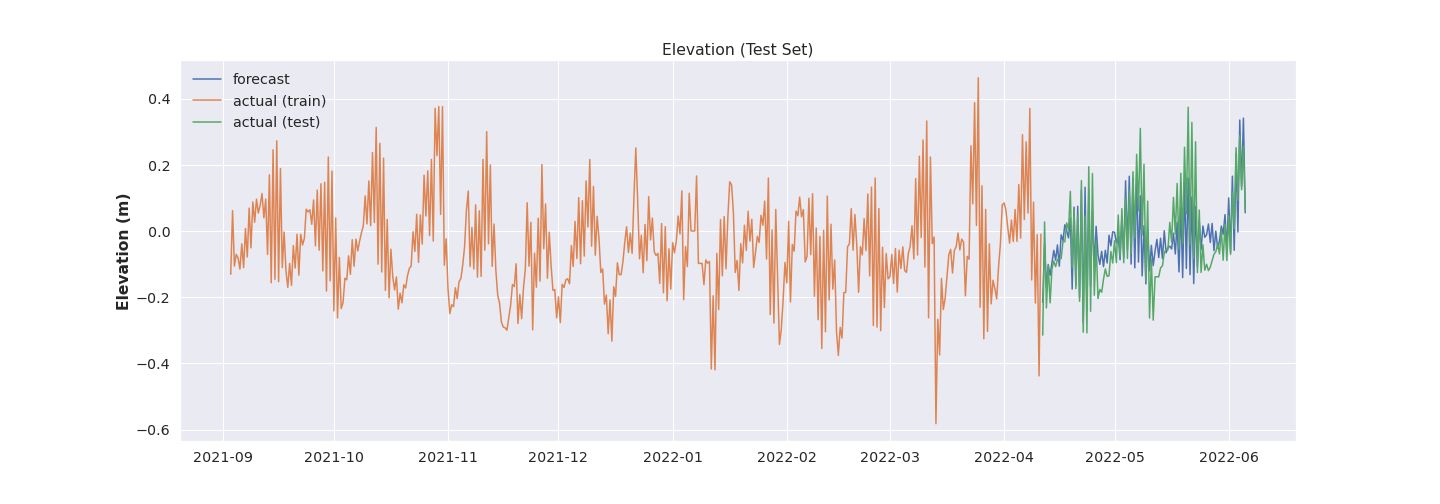 Elevation (Test Set)
forecast
actual (train)
actual (test)
Elevation (m)
0.4
0.2
0.0
−0.2
−0.4
−0.6
2021-09 2021-10 2021-11 2021-12 2022-01 2022-02 2022-03 2022-04 2022-05 2022-06